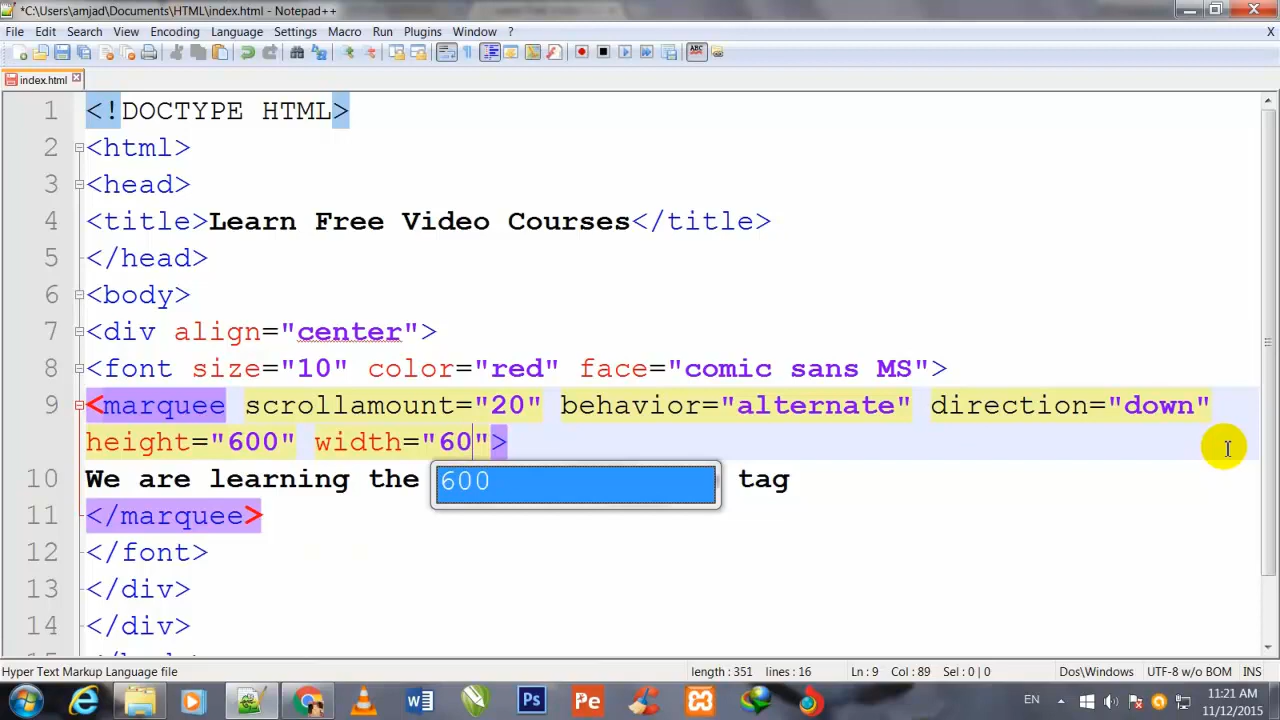 *C:\Users\amjad\Documents\HTML\index.html - Notepad++
File Edit Search View Encoding Language Settings Macro Run Plugins Window ? X
index.html
1 <!DOCTYPE HTML>
2 <html>
3 <head>
4 <title>Learn Free Video Courses</title>
5 </head>
6 <body>
7 <div align="center">
8 <font size="10" color="red" face="comic sans MS">
9 <marquee scrollamount="20" behavior="alternate" direction="down"
height="600" width="60">
10 We are learning the tag
600
11 </marquee>
12 </font>
13 </div>
14 </div>
Hyper Text Markup Language file length : 351 lines : 16 Ln : 9 Col : 89 Sel : 0 | 0 Dos\Windows UTF-8 w/o BOM INS
W Ps Pe EN 11:21 AM
11/12/2015